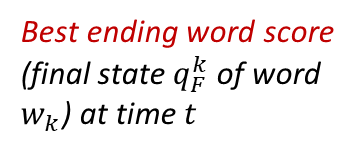 Best ending word score
(final state $q_F^k$ of word
$w_k$) at time t